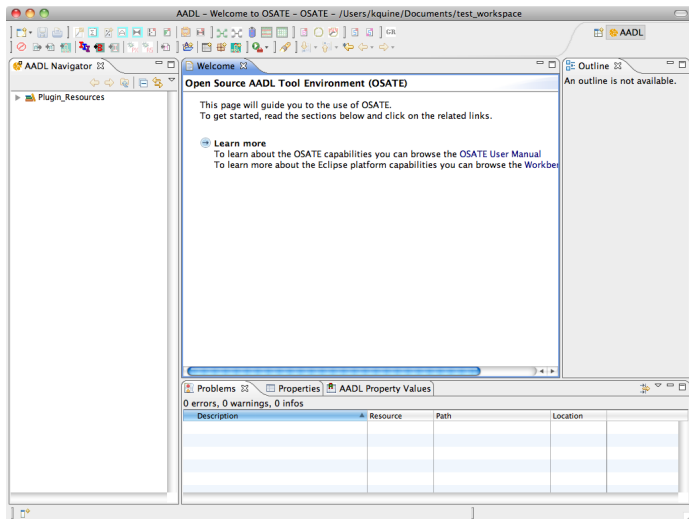 AADL - Welcome to OSATE - OSATE - /Users/kquine/Documents/test_workspace
GR
AADL
AADL Navigator
Welcome
Outline
Open Source AADL Tool Environment (OSATE)
An outline is not available.
Plugin_Resources
This page will guide you to the use of OSATE.
To get started, read the sections below and click on the related links.
Learn more
To learn about the OSATE capabilities you can browse the OSATE User Manual
To learn more about the Eclipse platform capabilities you can browse the Workber
Problems Properties AADL Property Values
0 errors, 0 warnings, 0 infos
Description Resource Path Location